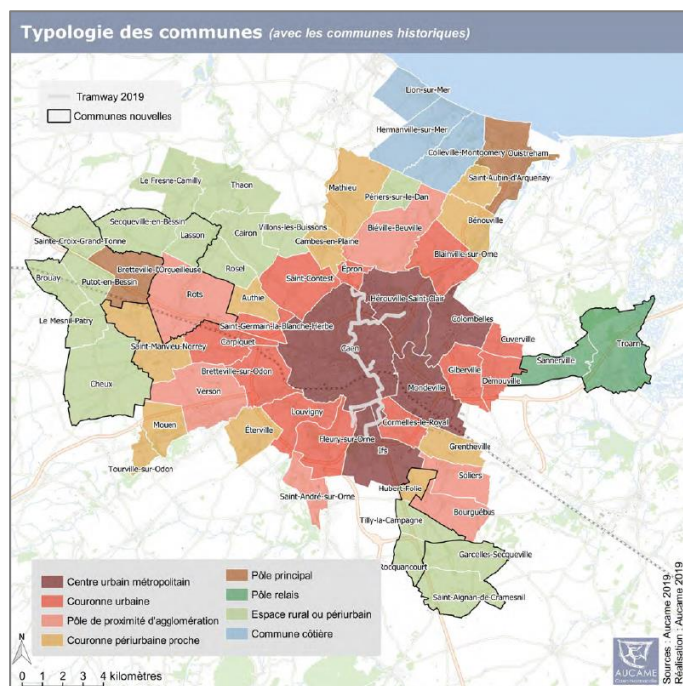 Typologie des communes (avec les communes historiques)
Tramway 2019
Communes nouvelles
Lion-sur-Mer
Hermanville-sur-Mer
Colleville-Montgomery
Ouistreham
Saint-Aubin-d'Arquenay
Le Fresne-Camilly
Thaon
Mathieu
Périers-sur-le-Dan
Bénouville
Secqueville-en-Bessin
Villons-les-Buissons
Cairon
Lasson
Cambes-en-Plaine
Biéville-Beuville
Blainville-sur-Orne
Sainte-Croix-Grand-Tonne
Rosel
Bretteville-l'Orgueilleuse
Saint-Contest
Epron
Brouay
Putot-en-Bessin
Rots
Authie
Hérouville-Saint-Clair
Le Mesnil-Patry
Saint-Germain-la-Blanche-Herbe
Colombelles
Troarn
Carpiquet
Caen
Cuverville
Saint-Manvieu-Norrey
Sannerville
Cheux
Bretteville-sur-Odon
Giberville
Démouville
Verson
Mondeville
Louvigny
Cormelles-le-Royal
Mouen
Éterville
Fleury-sur-Orne
Ifs
Grentheville
Tourville-sur-Odon
Saint-André-sur-Orne
Soliers
Hubert-Folie
Tilly-la-Campagne
Bourguébus
Rocquancourt
Garcelles-Secqueville
Saint-Aignan-de-Cramesnil
Centre urbain métropolitain
Couronne urbaine
Pôle de proximité d'agglomération
Couronne périurbaine proche
Pôle principal
Pôle relais
Espace rural ou périurbain
Commune côtière
N
0 1 2 3 4 kilomètres
Sources : Aucame 2019
Réalisation : Aucame 2019
AUCAME